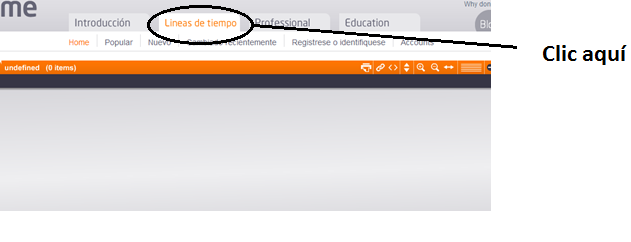 me
Why don
Introducción Lineas de tiempo Professional Education
Blo
Home Popular Nuevo recientemente Registrese o identifiquese Accounts
Clic aquí
undefined (0 items)